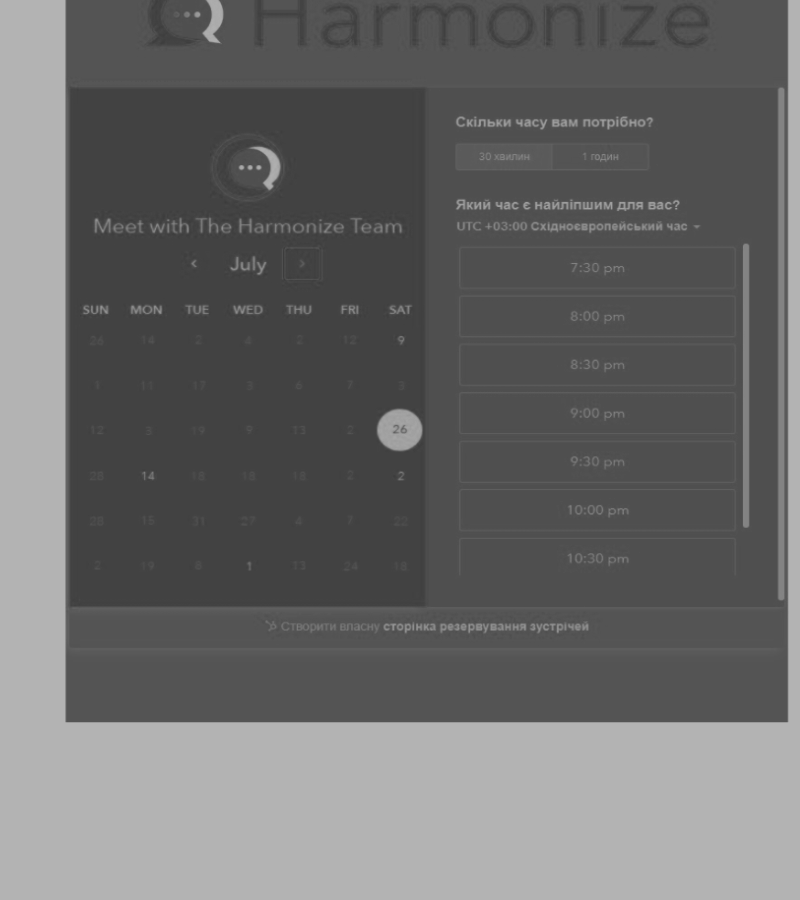 Harmonize
Meet with The Harmonize Team
July
SUN MON TUE WED THU FRI SAT
26 14 2 4 2 12 9
1 11 17 3 6 7 3
12 3 19 9 13 2 26
14 18 18 18 2 2
28 15 31 27 4 7 22
2 19 6 1 13 24 18
Скільки часу вам потрібно?
30 хвилин 1 годин
Який час є найліпшим для вас?
UTC +03:00 Східноєвропейський час
7:30 pm
8:00 pm
8:30 pm
9:00 pm
9:30 pm
10:00 pm
10:30 pm
Створити власну сторінка резервування зустрічей